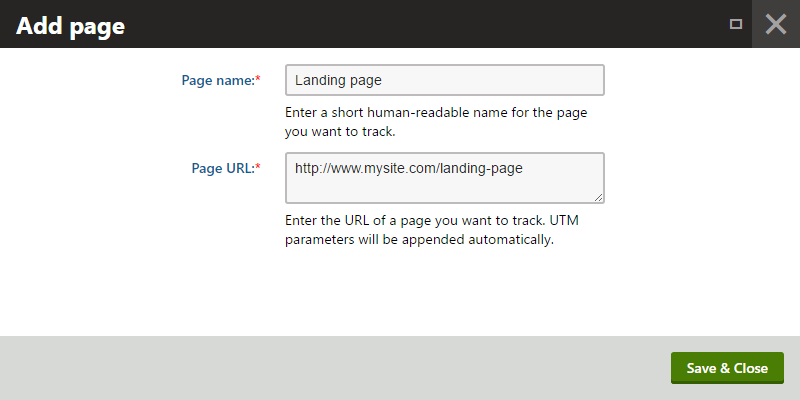 Add page
Page name:*
Landing page
Enter a short human-readable name for the page
you want to track.
Page URL:*
http://www.mysite.com/landing-page
Enter the URL of a page you want to track. UTM
parameters will be appended automatically.
Save & Close